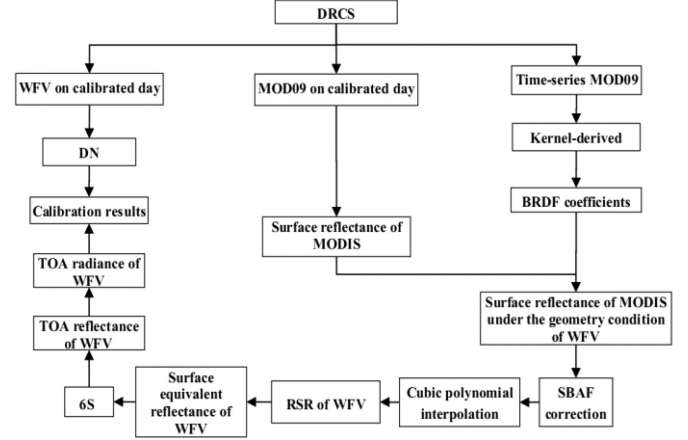 DRCS
WFV on calibrated day
MOD09 on calibrated day
Time-series MOD09
DN
Kernel-derived
Calibration results
BRDF coefficients
Surface reflectance of
MODIS
TOA radiance of
WFV
Surface reflectance of MODIS
under the geometry condition
of WFV
TOA reflectance
of WFV
6S
Surface
equivalent
reflectance of
WFV
RSR of WFV
Cubic polynomial
interpolation
SBAF
correction